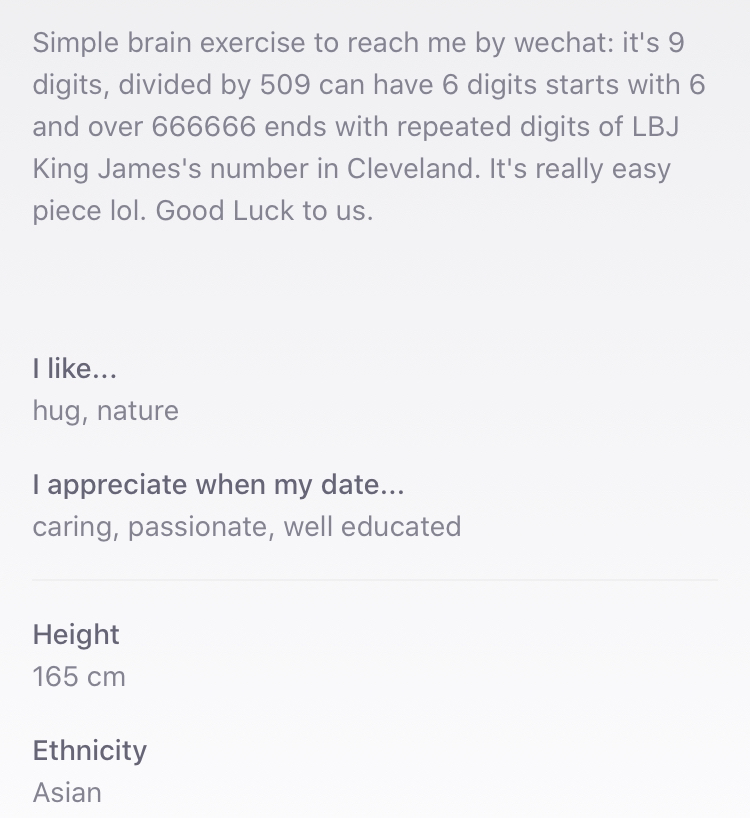 Simple brain exercise to reach me by wechat: it's 9
digits, divided by 509 can have 6 digits starts with 6
and over 666666 ends with repeated digits of LBJ
King James's number in Cleveland. It's really easy
piece lol. Good Luck to us.
I like...
hug, nature
I appreciate when my date...
caring, passionate, well educated
Height
165 cm
Ethnicity
Asian